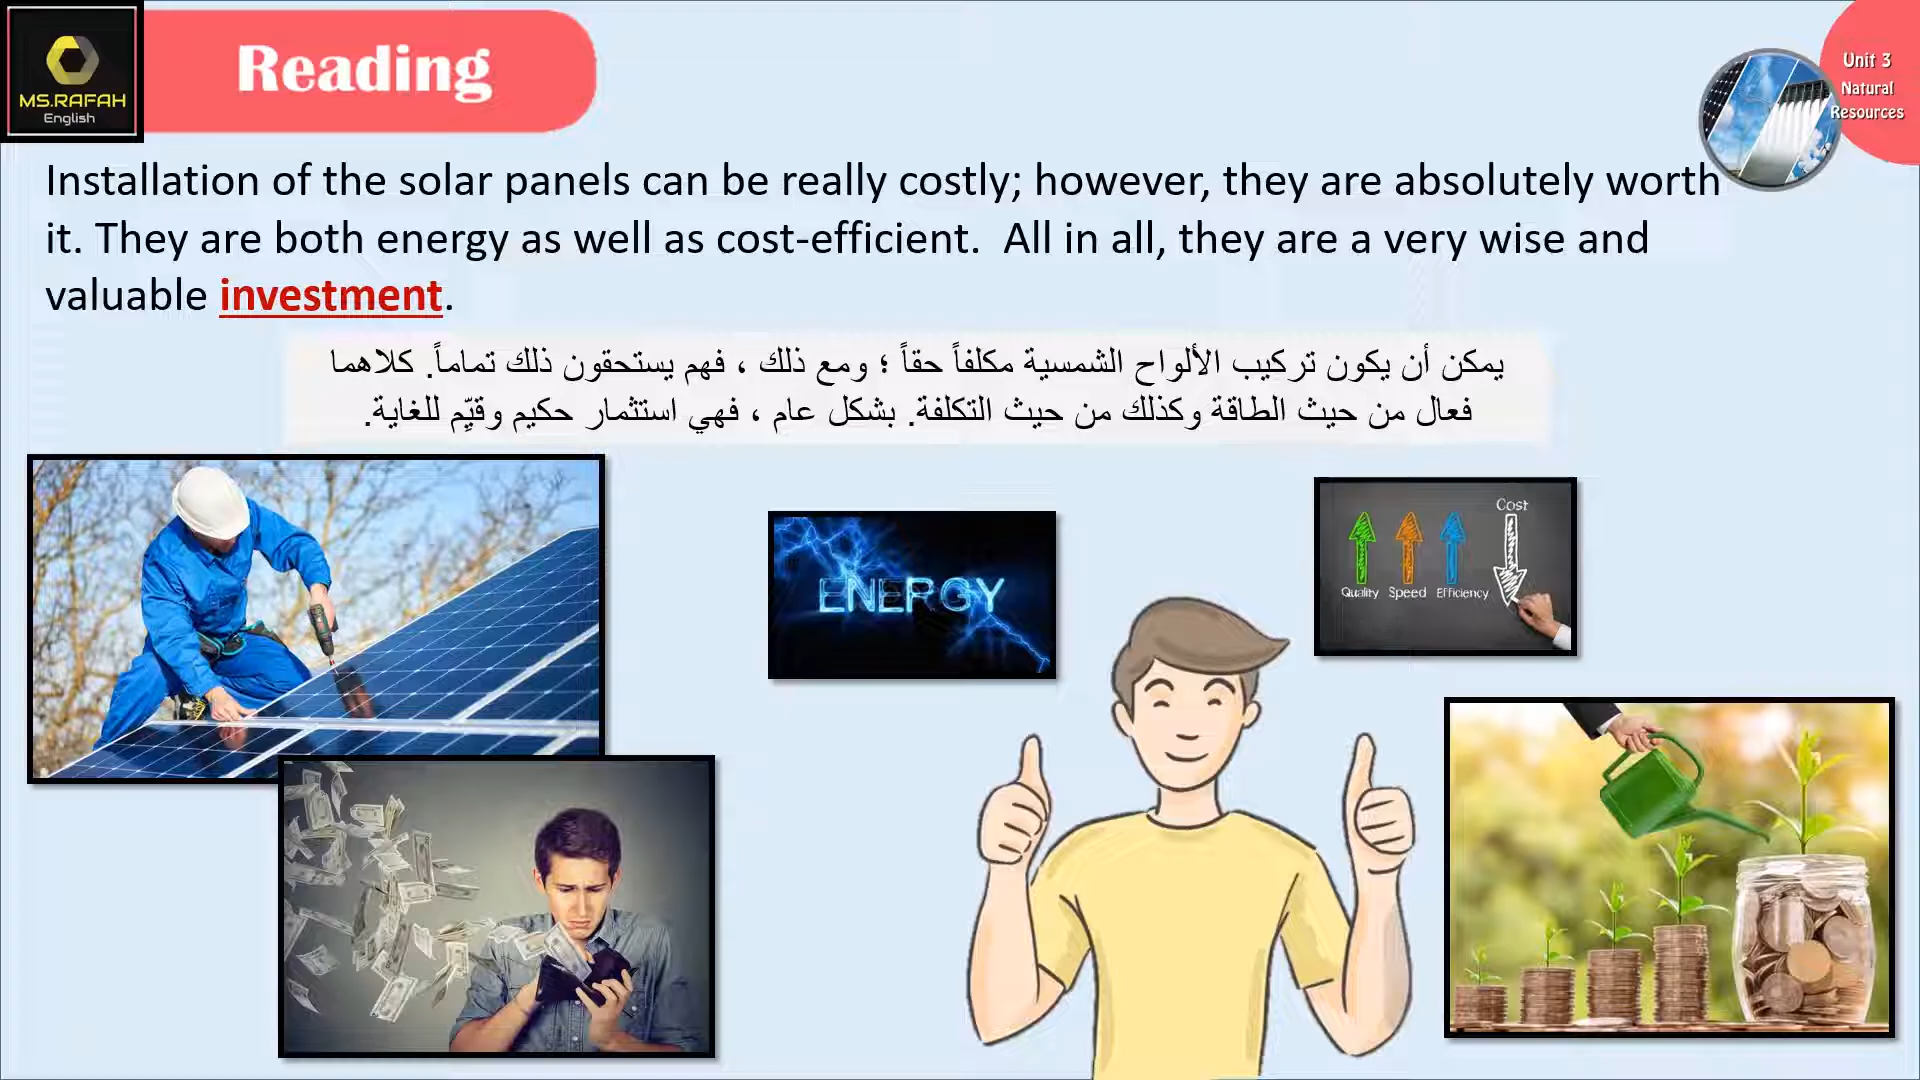 MS.RAFAH
English
Reading
Unit 3
Natural
Resources
Installation of the solar panels can be really costly; however, they are absolutely worth
it. They are both energy as well as cost-efficient.  All in all, they are a very wise and
valuable investment.
يمكن أن يكون تركيب الألواح الشمسية مكلفاً حقاً ؛ ومع ذلك ، فهم يستحقون ذلك تماماً. كلاهما
فعال من حيث الطاقة وكذلك من حيث التكلفة. بشكل عام ، فهي استثمار حكيم وقيِّم للغاية.
ENERGY
Cost
Quality Speed Efficiency